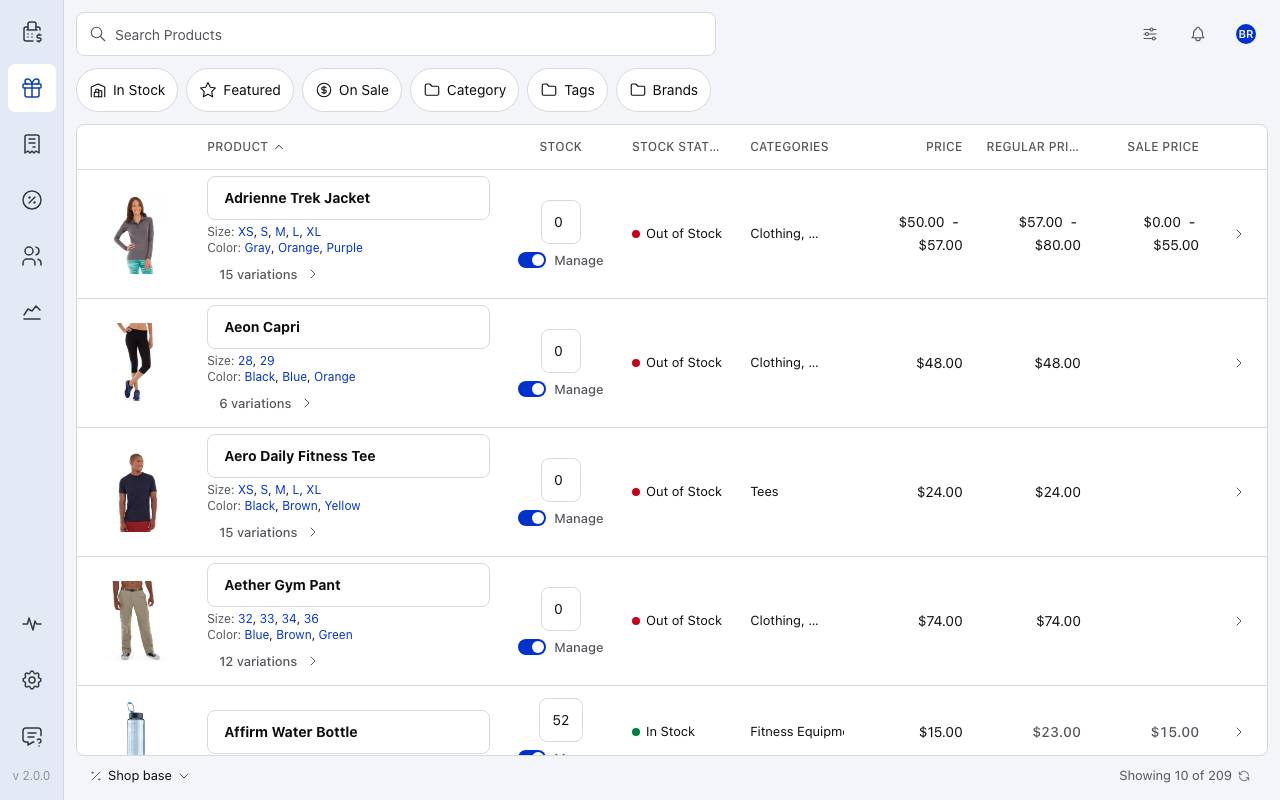 Search Products
BR
In Stock
Featured
On Sale
Category
Tags
Brands
PRODUCT
STOCK
STOCK STAT...
CATEGORIES
PRICE
REGULAR PRI...
SALE PRICE
Adrienne Trek Jacket
Size: XS, S, M, L, XL
Color: Gray, Orange, Purple
15 variations
0
Manage
Out of Stock
Clothing, ...
$50.00 -
$57.00
$57.00 -
$80.00
$0.00 -
$55.00
Aeon Capri
Size: 28, 29
Color: Black, Blue, Orange
6 variations
0
Manage
Out of Stock
Clothing, ...
$48.00
$48.00
Aero Daily Fitness Tee
Size: XS, S, M, L, XL
Color: Black, Brown, Yellow
15 variations
0
Manage
Out of Stock
Tees
$24.00
$24.00
Aether Gym Pant
Size: 32, 33, 34, 36
Color: Blue, Brown, Green
12 variations
0
Manage
Out of Stock
Clothing, ...
$74.00
$74.00
Affirm Water Bottle
52
In Stock
Fitness Equipm
$15.00
$23.00
$15.00
v 2.0.0
Shop base
Showing 10 of 209